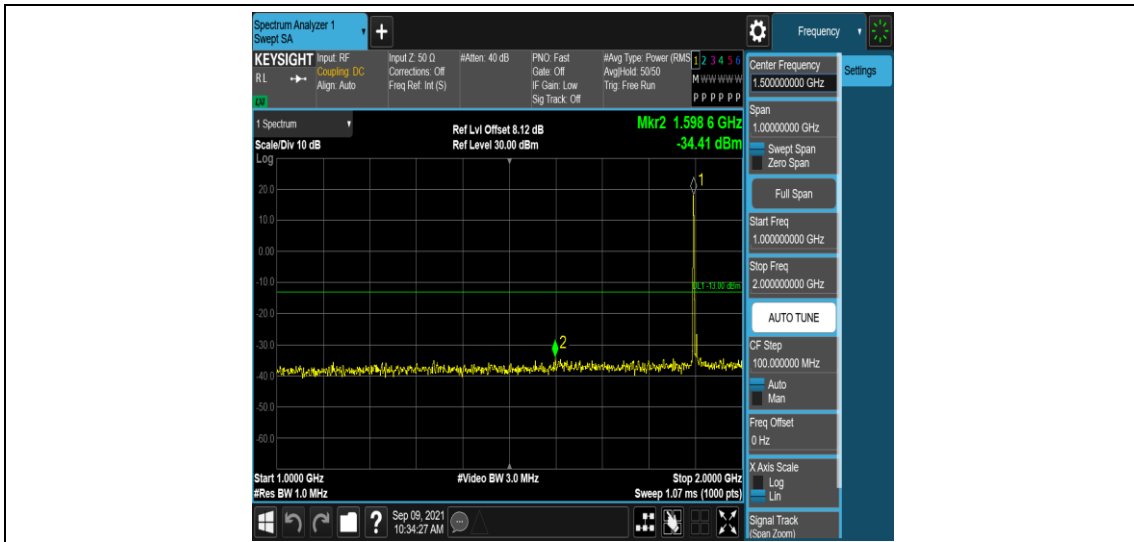 Spectrum Analyzer 1
Swept SA
+
Frequency
KEYSIGHT
RL
LXI
Input: RF
Coupling: DC
Align: Auto
Input Z: 50 Ω
Corrections: Off
Freq Ref: Int (S)
#Atten: 40 dB
PNO: Fast
Gate: Off
IF Gain: Low
Sig Track: Off
#Avg Type: Power (RMS
Avg|Hold: 50/50
Trig: Free Run
1 2 3 4 5 6
M W W W W W
P P P P P P
1 Spectrum
Scale/Div 10 dB
Log
Ref Lvl Offset 8.12 dB
Ref Level 30.00 dBm
Mkr2 1.598 6 GHz
-34.41 dBm
1
20.0
10.0
0.00
-10.0
DL1 -13.00 dBm
-20.0
-30.0
2
-40.0
-50.0
-60.0
Start 1.0000 GHz
#Video BW 3.0 MHz
Stop 2.0000 GHz
#Res BW 1.0 MHz
Sweep 1.07 ms (1000 pts)
?
Sep 09, 2021
10:34:27 AM
Center Frequency
1.50000000 GHz
Settings
Span
1.00000000 GHz
Swept Span
Zero Span
Full Span
Start Freq
1.000000000 GHz
Stop Freq
2.000000000 GHz
AUTO TUNE
CF Step
100.000000 MHz
Auto
Man
Freq Offset
0 Hz
X Axis Scale
Log
Lin
Signal Track
(Span Zoom)